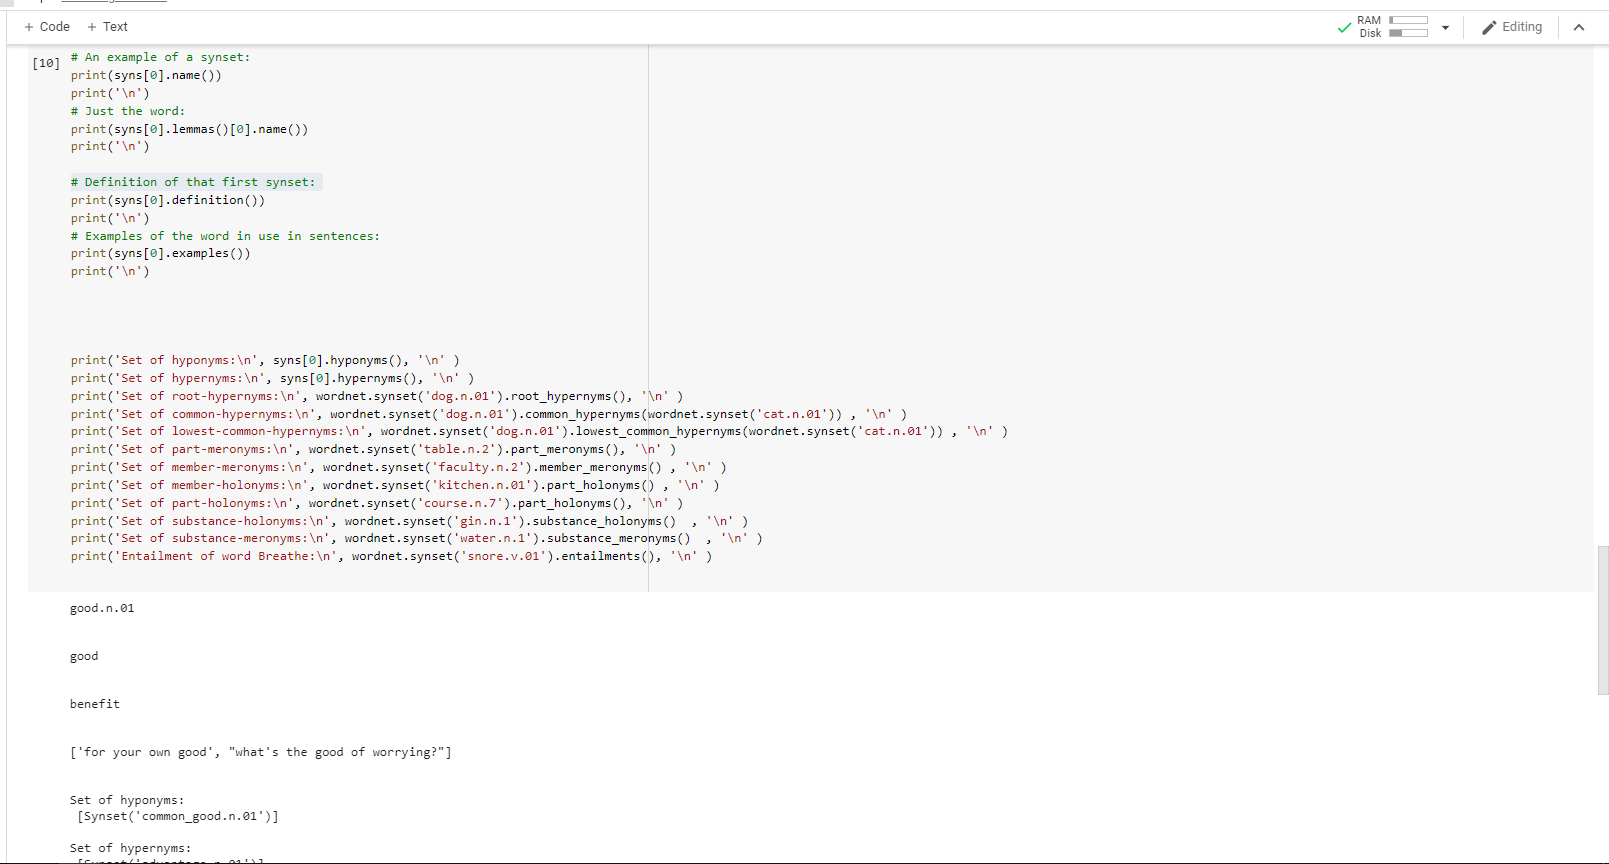 + Code + Text
RAM
Disk
Editing
[10]
# An example of a synset:
print(syns[0].name())
print('\n')
# Just the word:
print(syns[0].lemmas()[0].name())
print('\n')
# Definition of that first synset:
print(syns[0].definition())
print('\n')
# Examples of the word in use in sentences:
print(syns[0].examples())
print('\n')
print('Set of hyponyms:\n', syns[0].hyponyms(), '\n' )
print('Set of hypernyms:\n', syns[0].hypernyms(), '\n' )
print('Set of root-hypernyms:\n', wordnet.synset('dog.n.01').root_hypernyms(), '\n' )
print('Set of common-hypernyms:\n', wordnet.synset('dog.n.01').common_hypernyms(wordnet.synset('cat.n.01')) , '\n' )
print('Set of lowest-common-hypernyms:\n', wordnet.synset('dog.n.01').lowest_common_hypernyms(wordnet.synset('cat.n.01')) , '\n' )
print('Set of part-meronyms:\n', wordnet.synset('table.n.2').part_meronyms(), '\n' )
print('Set of member-meronyms:\n', wordnet.synset('faculty.n.2').member_meronyms() , '\n' )
print('Set of member-holonyms:\n', wordnet.synset('kitchen.n.01').part_holonyms() , '\n' )
print('Set of part-holonyms:\n', wordnet.synset('course.n.7').part_holonyms(), '\n' )
print('Set of substance-holonyms:\n', wordnet.synset('gin.n.1').substance_holonyms()  , '\n' )
print('Set of substance-meronyms:\n', wordnet.synset('water.n.1').substance_meronyms()  , '\n' )
print('Entailment of word Breathe:\n', wordnet.synset('snore.v.01').entailments(), '\n' )
good.n.01
good
benefit
['for your own good', "what's the good of worrying?"]
Set of hyponyms:
[Synset('common_good.n.01')]
Set of hypernyms:
[Synset('advantage.n.01')]